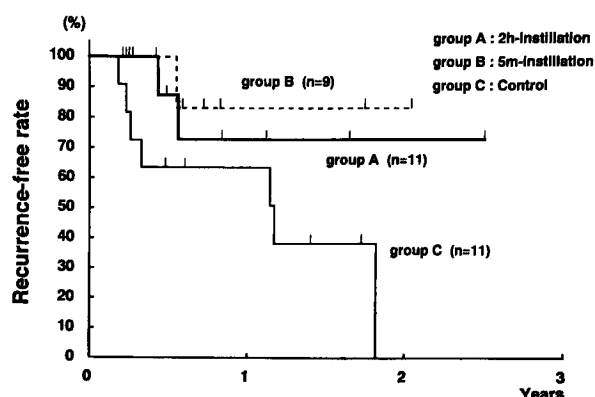 (%)
group A : 2h-instillation
group B : 5m-instillation
group C : Control
Recurrence-free rate
100
90
80
70
60
50
40
30
20
10
0
group B (n=9)
group A (n=11)
group C (n=11)
0 1 2 3
Years